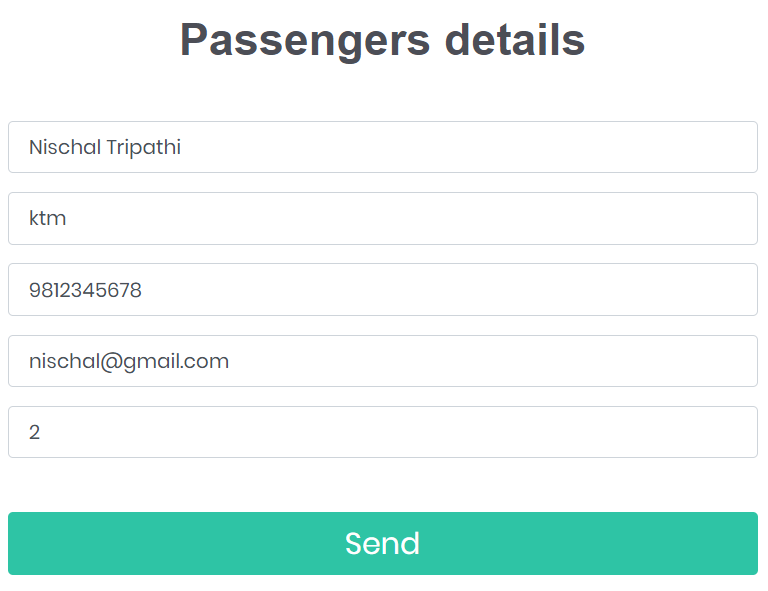 Passengers details
Nischal Tripathi
ktm
9812345678
nischal@gmail.com
2
Send